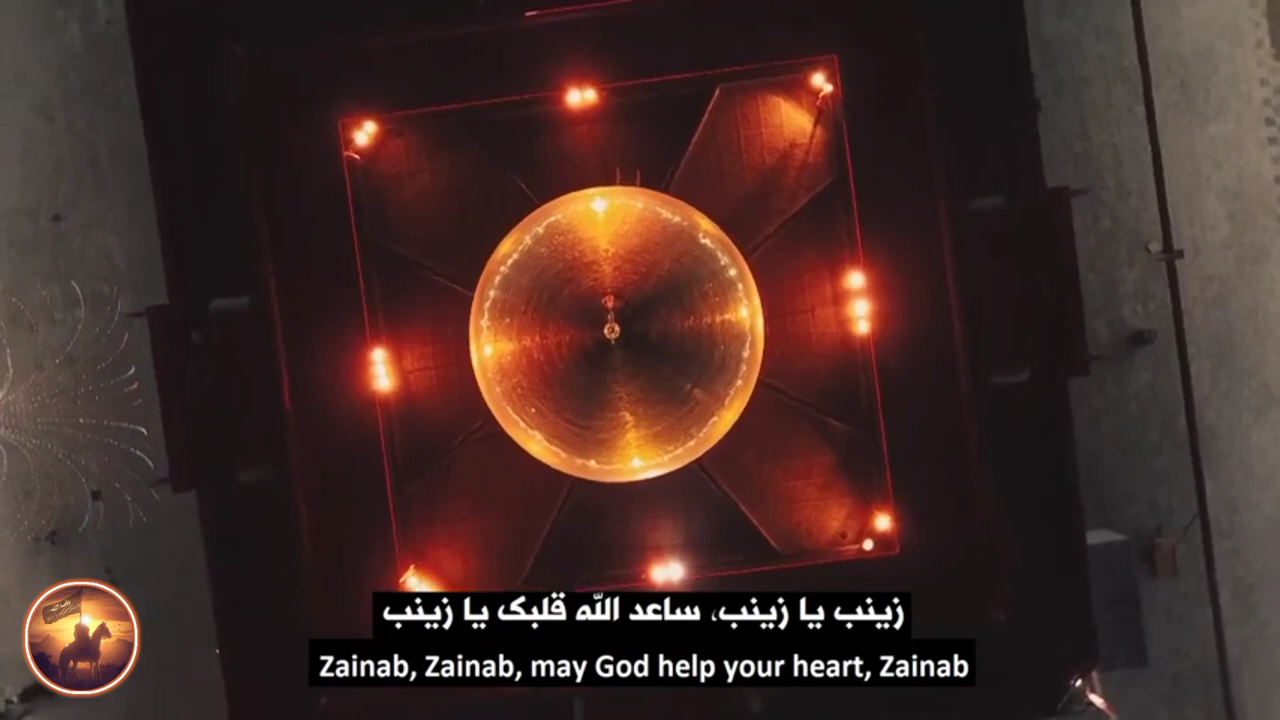 زينب يا زينب، ساعد الله قلبک يا زينب
Zainab, Zainab, may God help your heart, Zainab